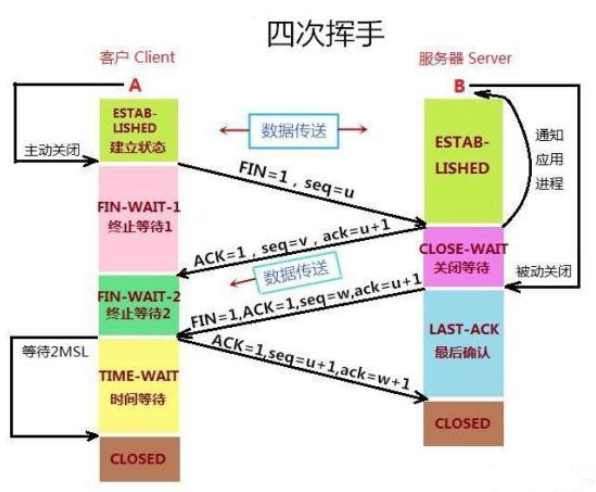 四次挥手
客户 Client
服务器 Server
A
B
ESTAB-
LISHED
建立状态
数据传送
ESTAB-
LISHED
通知
应用
进程
主动关闭
FIN=1，seq=u
FIN-WAIT-1
终止等待1
ACK=1，seq=v，ack=u+1
CLOSE-WAIT
关闭等待
数据传送
被动关闭
FIN-WAIT-2
终止等待2
FIN=1,ACK=1,seq=w,ack=u+1
LAST-ACK
最后确认
等待2MSL
ACK=1,seq=u+1,ack=w+1
TIME-WAIT
时间等待
CLOSED
CLOSED